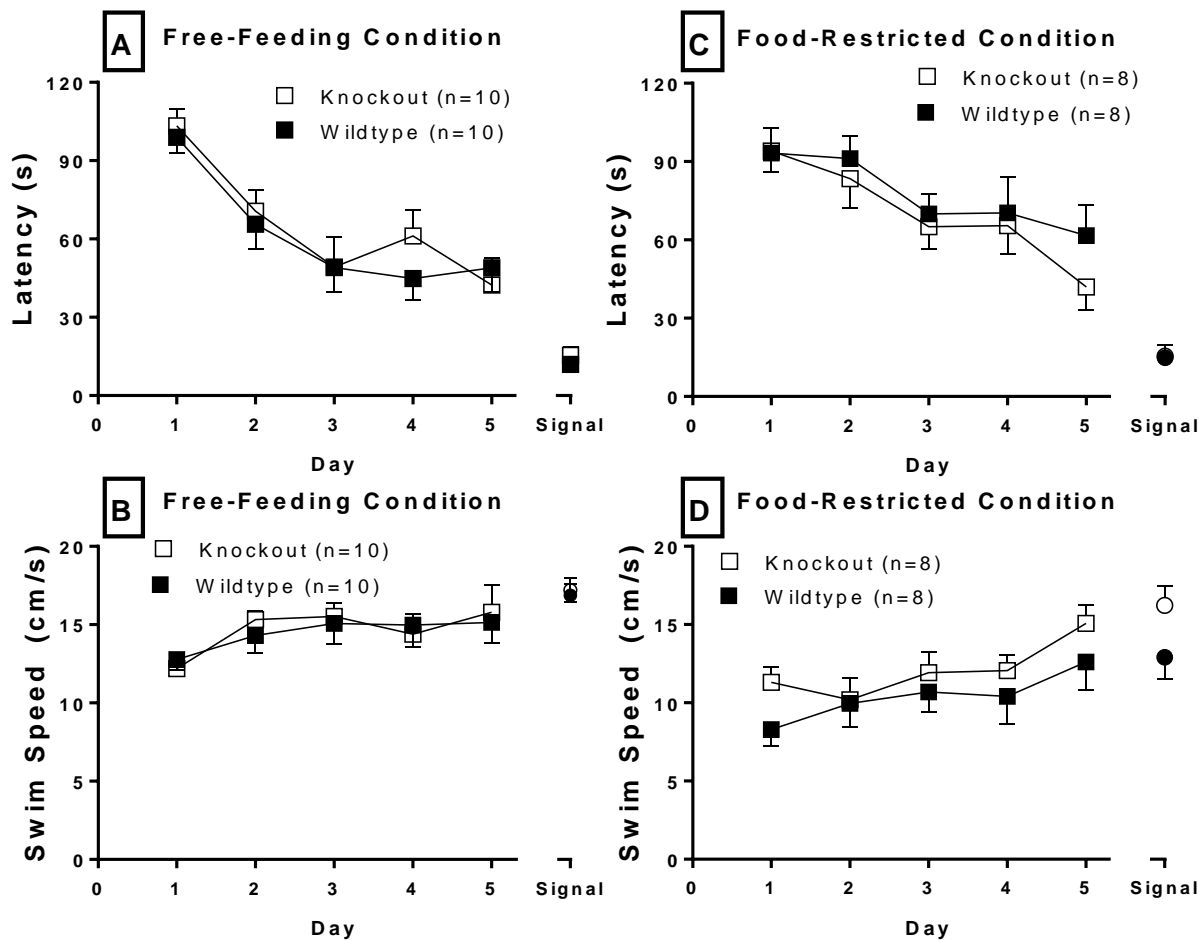 A Free-Feeding Condition
Knockout (n=10)
Wildtype (n=10)
Latency (s)
120
90
60
30
0
0 1 2 3 4 5 Signal
Day
C Food-Restricted Condition
Knockout (n=8)
Wildtype (n=8)
Latency (s)
120
90
60
30
0
0 1 2 3 4 5 Signal
Day
B Free-Feeding Condition
Knockout (n=10)
Wildtype (n=10)
Swim Speed (cm/s)
20
15
10
5
0
0 1 2 3 4 5 Signal
Day
D Food-Restricted Condition
Knockout (n=8)
Wildtype (n=8)
Swim Speed (cm/s)
20
15
10
5
0
0 1 2 3 4 5 Signal
Day